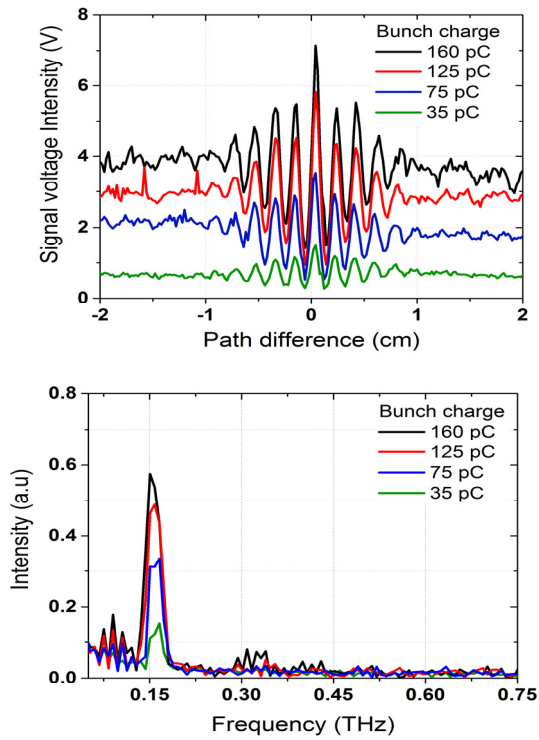 8
6
4
2
0
Signal voltage Intensity (V)
Bunch charge
160 pC
125 pC
75 pC
35 pC
-2 -1 0 1 2
Path difference (cm)
0.8
0.6
0.4
0.2
0.0
Intensity (a.u)
Bunch charge
160 pC
125 pC
75 pC
35 pC
0.15 0.30 0.45 0.60 0.75
Frequency (THz)